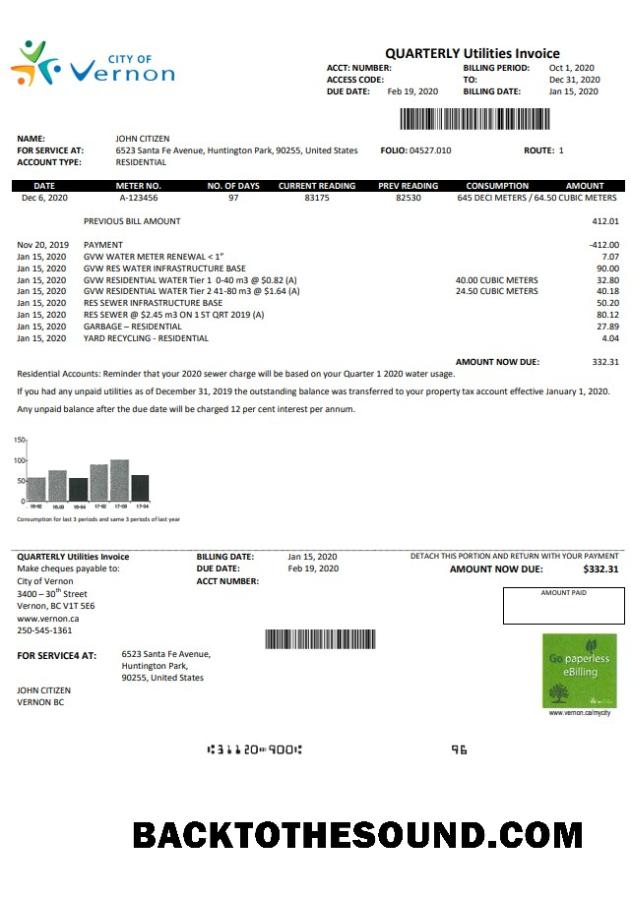 CITY OF
Vernon
QUARTERLY Utilities Invoice
ACCT: NUMBER: BILLING PERIOD: Oct 1, 2020
ACCESS CODE: TO: Dec 31, 2020
DUE DATE: Feb 19, 2020 BILLING DATE: Jan 15, 2020
NAME: JOHN CITIZEN
FOR SERVICE AT: 6523 Santa Fe Avenue, Huntington Park, 90255, United States FOLIO: 04527.010 ROUTE: 1
ACCOUNT TYPE: RESIDENTIAL
DATE METER NO. NO. OF DAYS CURRENT READING PREV READING CONSUMPTION AMOUNT
Dec 6, 2020 A-123456 97 83175 82530 645 DECI METERS / 64.50 CUBIC METERS
PREVIOUS BILL AMOUNT 412.01
Nov 20, 2019 PAYMENT -412.00
Jan 15, 2020 GVW WATER METER RENEWAL < 1" 7.07
Jan 15, 2020 GVW RES WATER INFRASTRUCTURE BASE 90.00
Jan 15, 2020 GVW RESIDENTIAL WATER Tier 1 0-40 m3 @ $0.82 (A) 40.00 CUBIC METERS 32.80
Jan 15, 2020 GVW RESIDENTIAL WATER Tier 2 41-80 m3 @ $1.64 (A) 24.50 CUBIC METERS 40.18
Jan 15, 2020 RES SEWER INFRASTRUCTURE BASE 50.20
Jan 15, 2020 RES SEWER @ $2.45 m3 ON 1 ST QRT 2019 (A) 80.12
Jan 15, 2020 GARBAGE – RESIDENTIAL 27.89
Jan 15, 2020 YARD RECYCLING - RESIDENTIAL 4.04
AMOUNT NOW DUE: 332.31
Residential Accounts: Reminder that your 2020 sewer charge will be based on your Quarter 1 2020 water usage.
If you had any unpaid utilities as of December 31, 2019 the outstanding balance was transferred to your property tax account effective January 1, 2020.
Any unpaid balance after the due date will be charged 12 per cent interest per annum.
150
100
50
0
Consumption for last 3 periods and same 3 periods of last year
QUARTERLY Utilities Invoice BILLING DATE: Jan 15, 2020 DETACH THIS PORTION AND RETURN WITH YOUR PAYMENT
Make cheques payable to: DUE DATE: Feb 19, 2020 AMOUNT NOW DUE: $332.31
City of Vernon ACCT NUMBER:
3400 – 30th Street AMOUNT PAID
Vernon, BC V1T 5E6
www.vernon.ca
250-545-1361
FOR SERVICE4 AT: 6523 Santa Fe Avenue,
Huntington Park,
90255, United States
JOHN CITIZEN
VERNON BC
Go paperless
eBilling
www.vernon.ca/mycity
⑆31120⑉900⑆ 96
BACKTOTHESOUND.COM